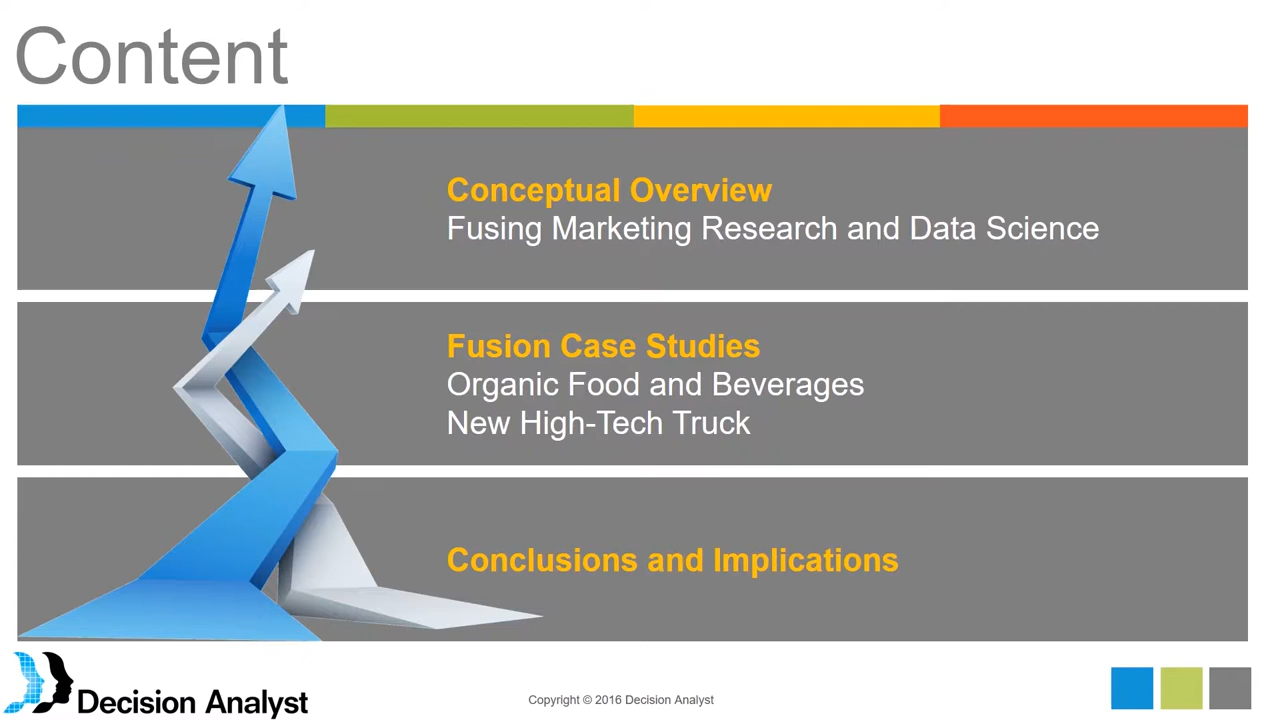 Content
Conceptual Overview
Fusing Marketing Research and Data Science
Fusion Case Studies
Organic Food and Beverages
New High-Tech Truck
Conclusions and Implications
Decision Analyst
Copyright © 2016 Decision Analyst